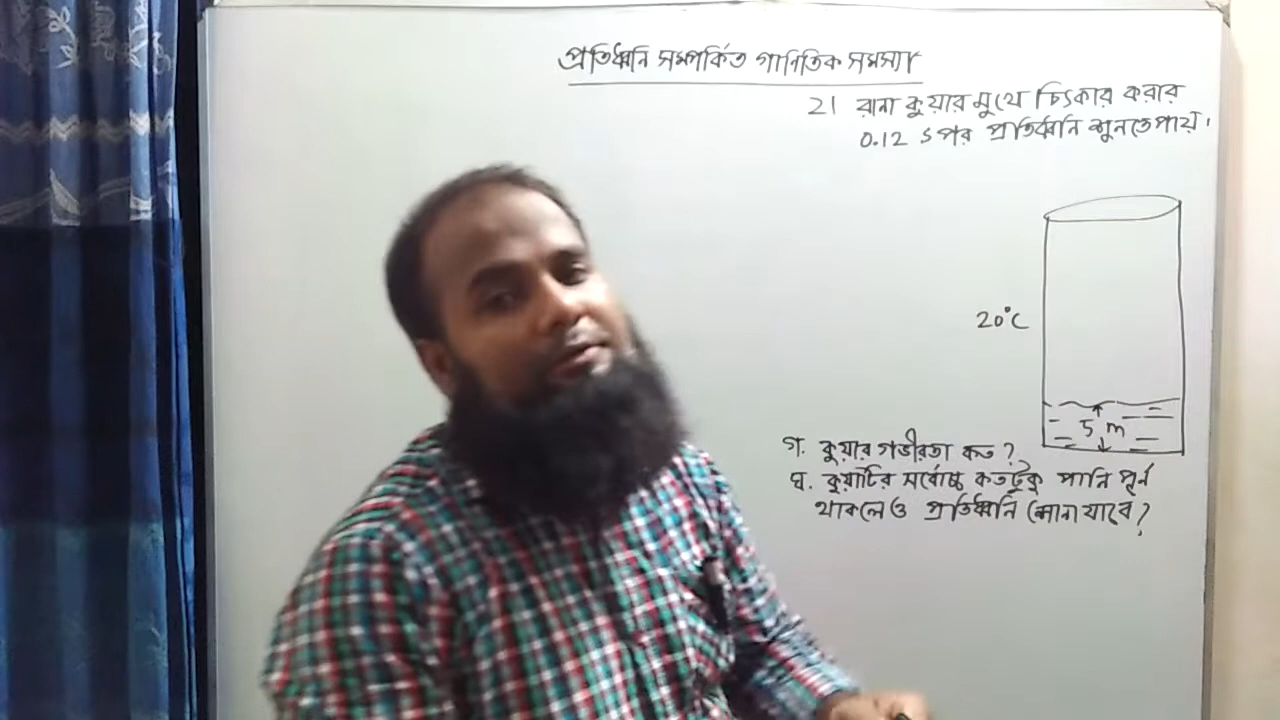 প্রতিধ্বনি সম্পর্কিত গাণিতিক সমস্যা
২। রানা কুয়ার মুখে চিৎকার করার
0.12 s পর প্রতিধ্বনি শুনতে পায়।
20°C
5 m
গ. কুয়ার গভীরতা কত?
ঘ. কুয়াটির সর্বোচ্চ কতটুকু পানি পূর্ন
থাকলেও প্রতিধ্বনি শোনা যাবে?